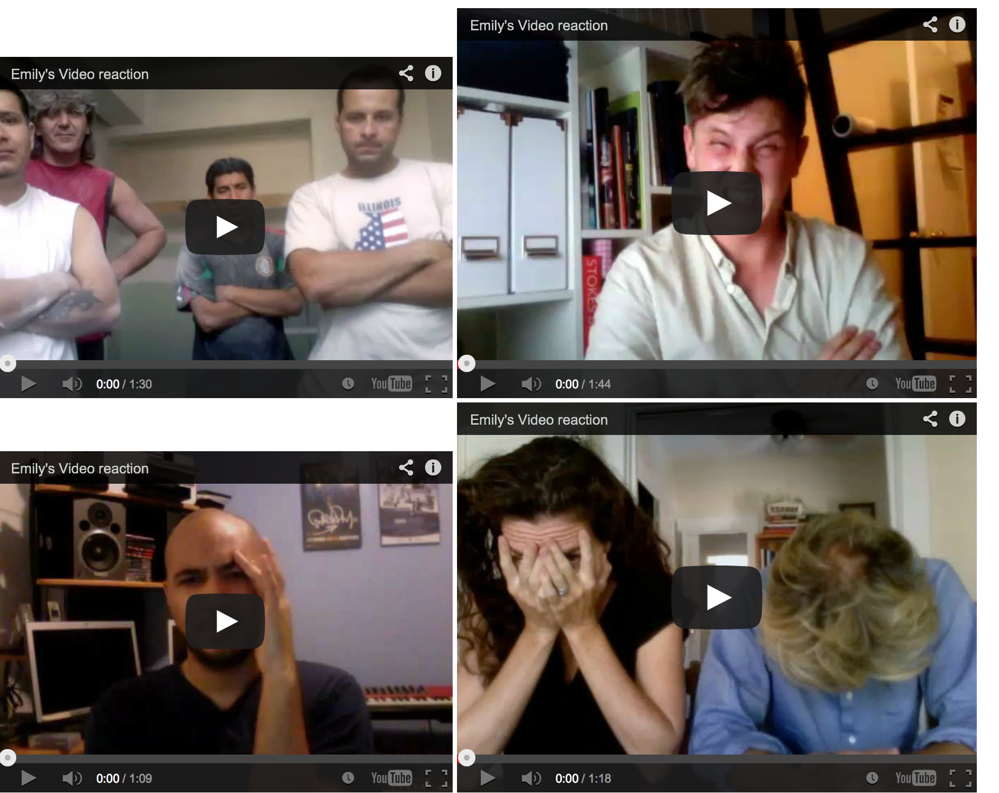 Emily's Video reaction
ILLINOIS
0:00 / 1:30
YouTube
Emily's Video reaction
STOKES
0:00 / 1:44
YouTube
Emily's Video reaction
0:00 / 1:09
YouTube
Emily's Video reaction
0:00 / 1:18
YouTube